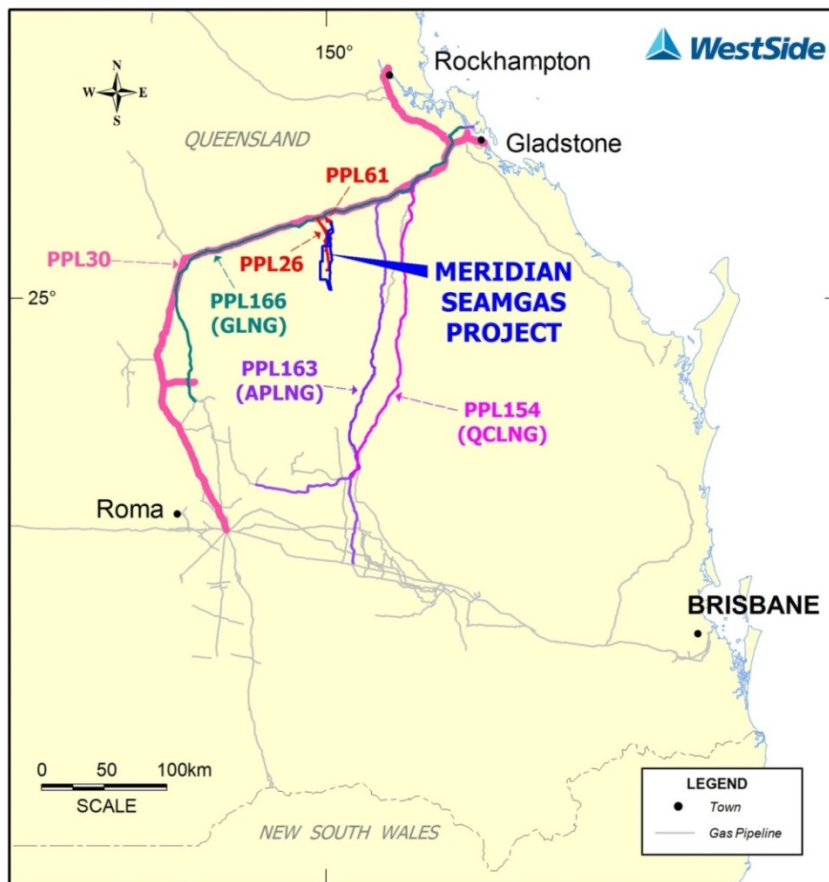 150°
WestSide
Rockhampton
N
W E
S
QUEENSLAND
Gladstone
PPL61
PPL30
PPL26
MERIDIAN
SEAMGAS
PROJECT
25°
PPL166
(GLNG)
PPL163
(APLNG)
PPL154
(QCLNG)
Roma
BRISBANE
0 50 100km
SCALE
LEGEND
Town
Gas Pipeline
NEW SOUTH WALES